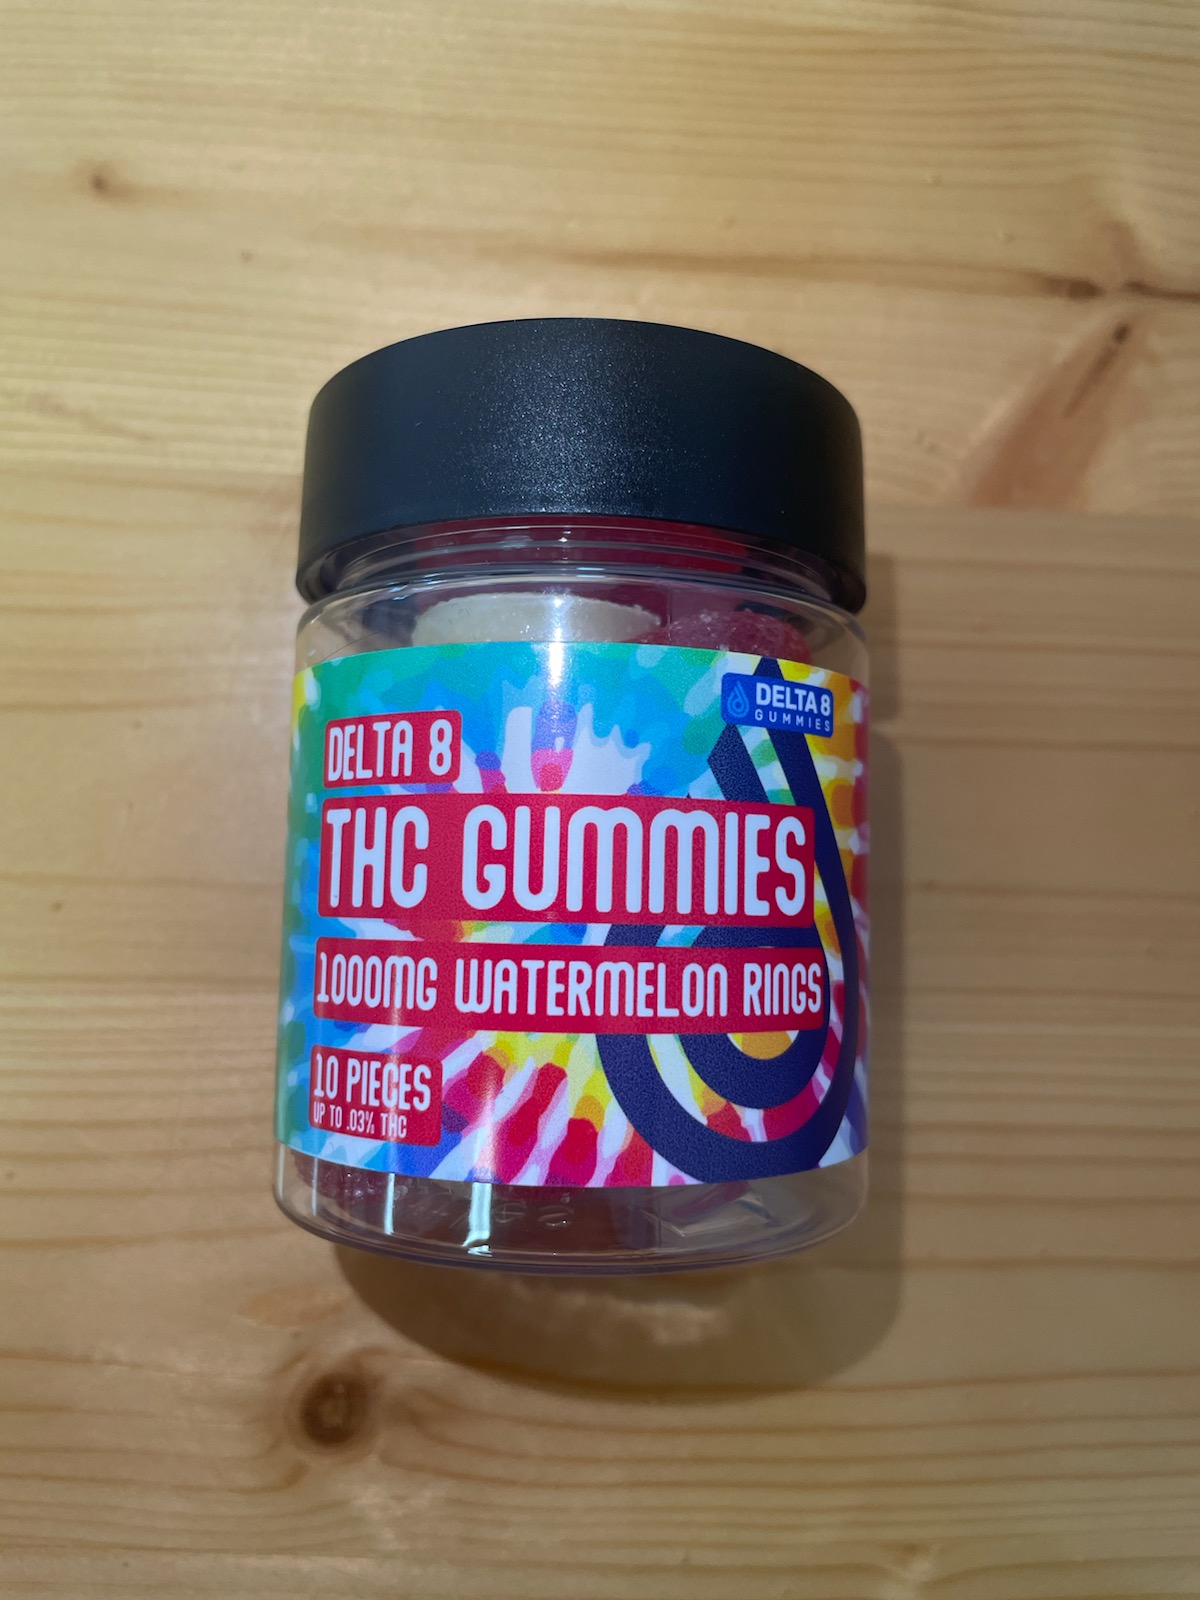 DELTA 8
GUMMIES
DELTA 8
THC GUMMIES
1000MG WATERMELON RINGS
10 PIECES
UP TO .03% THC